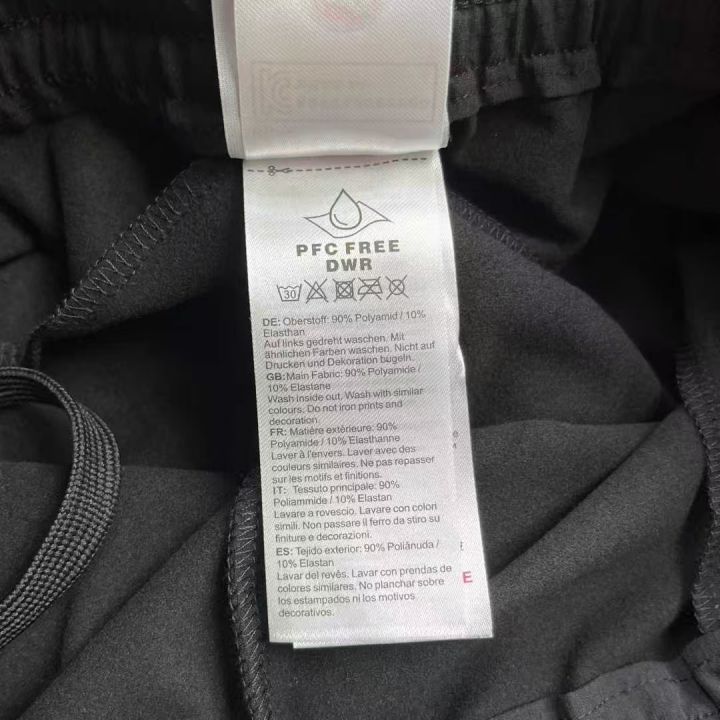 PFC FREE
DWR
30
DE: Oberstoff: 90% Polyamid / 10%
Elasthan
Auf links gedreht waschen. Mit
ähnlichen Farben waschen. Nicht auf
Drucken und Dekoration bügeln.
GB:Main Fabric: 90% Polyamide /
10% Elastane
Wash inside out. Wash with similar
colours. Do not iron prints and
decoration.
FR: Matière extérieure: 90%
Polyamide / 10% Elasthanne
Laver à l'envers. Laver avec des
couleurs similaires. Ne pas repasser
sur les motifs et finitions.
IT: Tessuto principale: 90%
Poliammide / 10% Elastan
Lavare a rovescio. Lavare con colori
simili. Non passare il ferro da stiro su
finiture e decorazioni.
ES: Tejido exterior: 90% Poliãnuda /
10% Elastan
Lavar del revés. Lavar con prendas de
colores similares. No planchar sobre
los estampados ni los motivos
decorativos.
E